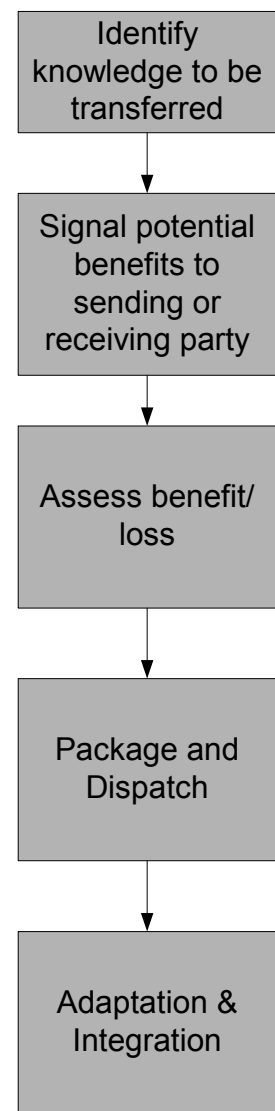 Identify
knowledge to be
transferred
Signal potential
benefits to
sending or
receiving party
Assess benefit/
loss
Package and
Dispatch
Adaptation &
Integration